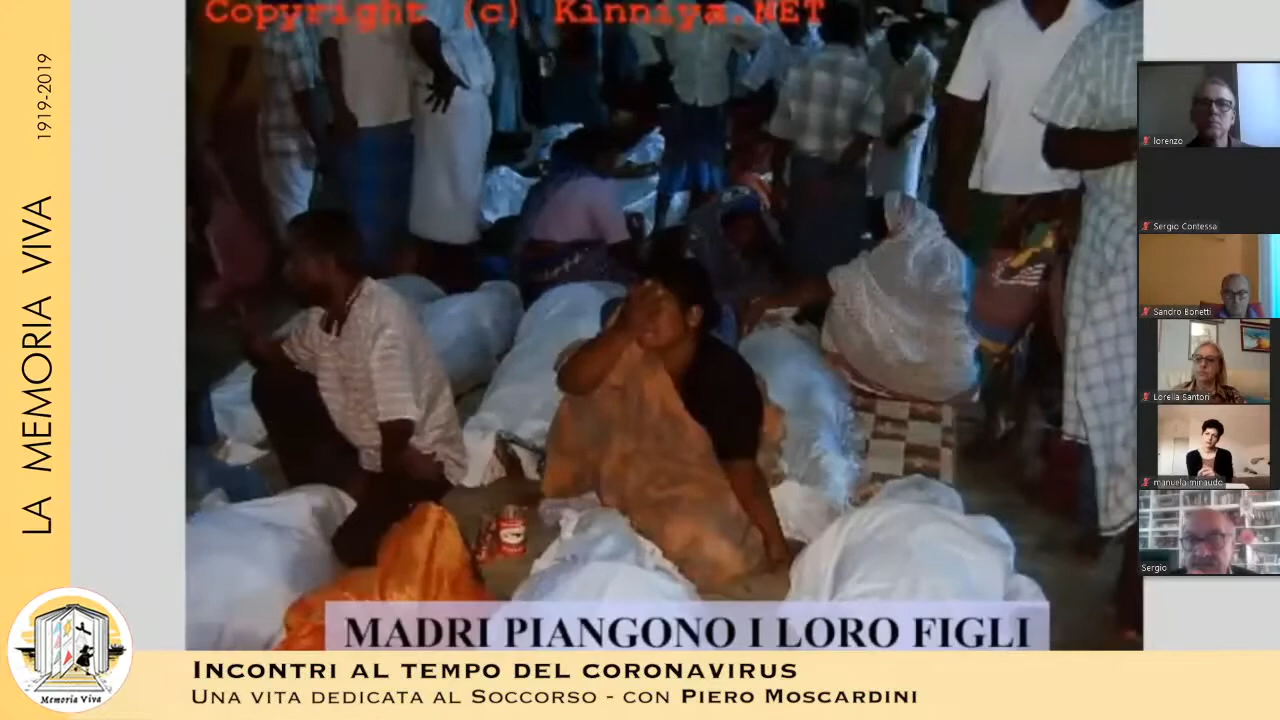 Copyright (c) Kinniya.NET
LA MEMORIA VIVA 1919-2019
lorenzo
Sergio Contessa
Sandro Bonetti
Lorella Santori
manuela minaudo
Sergio
MADRI PIANGONO I LORO FIGLI
INCONTRI AL TEMPO DEL CORONAVIRUS
UNA VITA DEDICATA AL SOCCORSO - CON PIERO MOSCARDINI
Memoria Viva